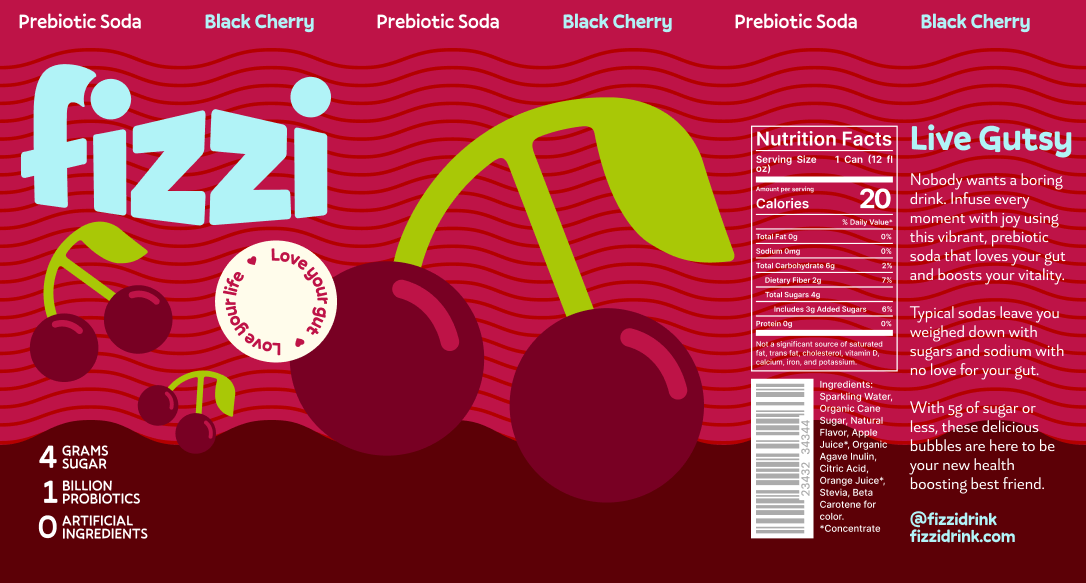 Prebiotic Soda Black Cherry Prebiotic Soda Black Cherry Prebiotic Soda Black Cherry
fizzi
Love your gut
Love your life
4 GRAMS
SUGAR
1 BILLION
PROBIOTICS
0 ARTIFICIAL
INGREDIENTS
Nutrition Facts
Serving Size 1 Can (12 fl
oz)
Amount per serving
Calories 20
% Daily Value*
Total Fat 0g 0%
Sodium 0mg 0%
Total Carbohydrate 6g 2%
Dietary Fiber 2g 7%
Total Sugars 4g
Includes 3g Added Sugars 6%
Protein 0g 0%
Not a significant source of saturated
fat, trans fat, cholesterol, vitamin D,
calcium, iron, and potassium.
23432 34344
Ingredients:
Sparkling Water,
Organic Cane
Sugar, Natural
Flavor, Apple
Juice*, Organic
Agave Inulin,
Citric Acid,
Orange Juice*,
Stevia, Beta
Carotene for
color.
*Concentrate
Live Gutsy
Nobody wants a boring
drink. Infuse every
moment with joy using
this vibrant, prebiotic
soda that loves your gut
and boosts your vitality.
Typical sodas leave you
weighed down with
sugars and sodium with
no love for your gut.
With 5g of sugar or
less, these delicious
bubbles are here to be
your new health
boosting best friend.
@fizzidrink
fizzidrink.com